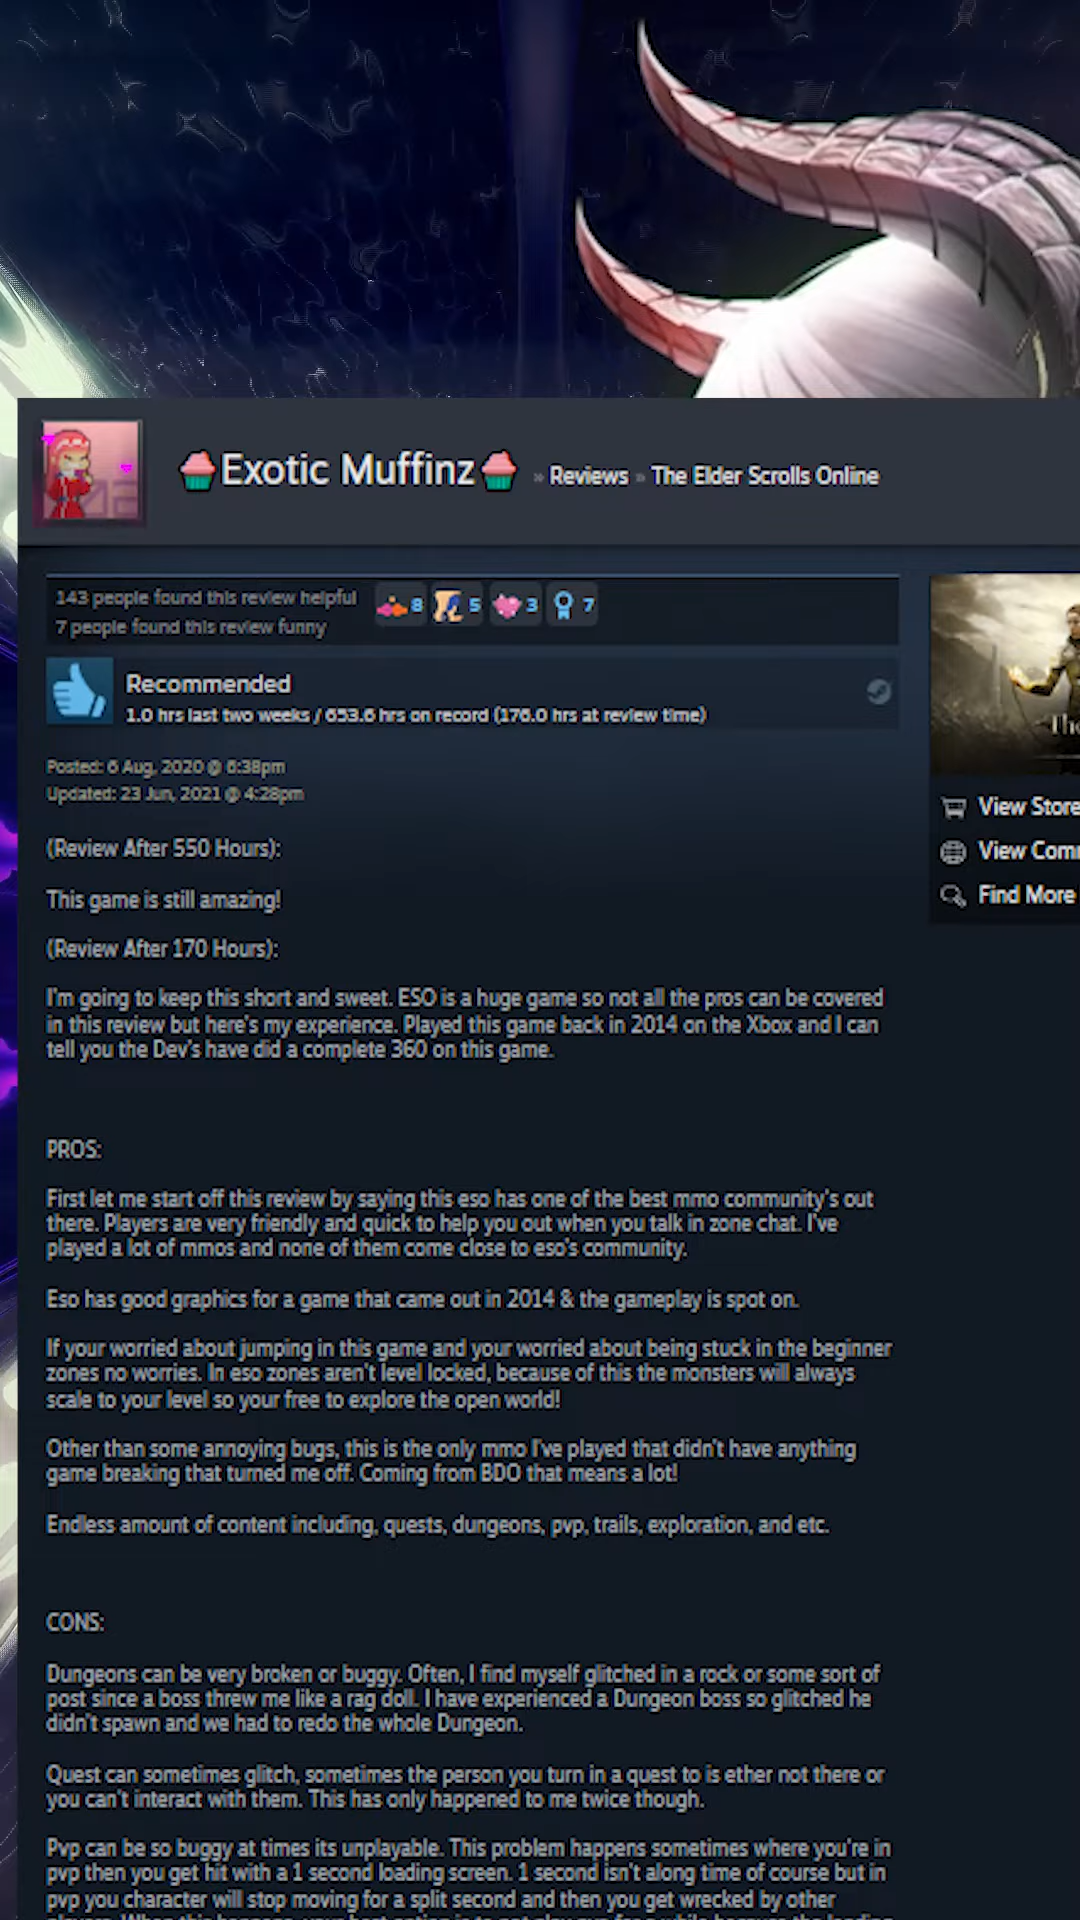 Exotic Muffinz » Reviews » The Elder Scrolls Online
143 people found this review helpful 8 5 3 7
7 people found this review funny
Recommended
1.0 hrs last two weeks / 653.6 hrs on record (176.0 hrs at review time)
Posted: 6 Aug, 2020 @ 6:38pm
Updated: 23 Jun, 2021 @ 4:28pm
View Store
View Comm
Find More
(Review After 550 Hours):
This game is still amazing!
(Review After 170 Hours):
I'm going to keep this short and sweet. ESO is a huge game so not all the pros can be covered
in this review but here's my experience. Played this game back in 2014 on the Xbox and I can
tell you the Dev's have did a complete 360 on this game.
PROS:
First let me start off this review by saying this eso has one of the best mmo community's out
there. Players are very friendly and quick to help you out when you talk in zone chat. I've
played a lot of mmos and none of them come close to eso's community.
Eso has good graphics for a game that came out in 2014 & the gameplay is spot on.
If your worried about jumping in this game and your worried about being stuck in the beginner
zones no worries. In eso zones aren't level locked, because of this the monsters will always
scale to your level so your free to explore the open world!
Other than some annoying bugs, this is the only mmo I've played that didn't have anything
game breaking that turned me off. Coming from BDO that means a lot!
Endless amount of content including, quests, dungeons, pvp, trails, exploration, and etc.
CONS:
Dungeons can be very broken or buggy. Often, I find myself glitched in a rock or some sort of
post since a boss threw me like a rag doll. I have experienced a Dungeon boss so glitched he
didn't spawn and we had to redo the whole Dungeon.
Quest can sometimes glitch, sometimes the person you turn in a quest to is ether not there or
you can't interact with them. This has only happened to me twice though.
Pvp can be so buggy at times its unplayable. This problem happens sometimes where you're in
pvp then you get hit with a 1 second loading screen. 1 second isn't along time of course but in
pvp you character will stop moving for a split second and then you get wrecked by other